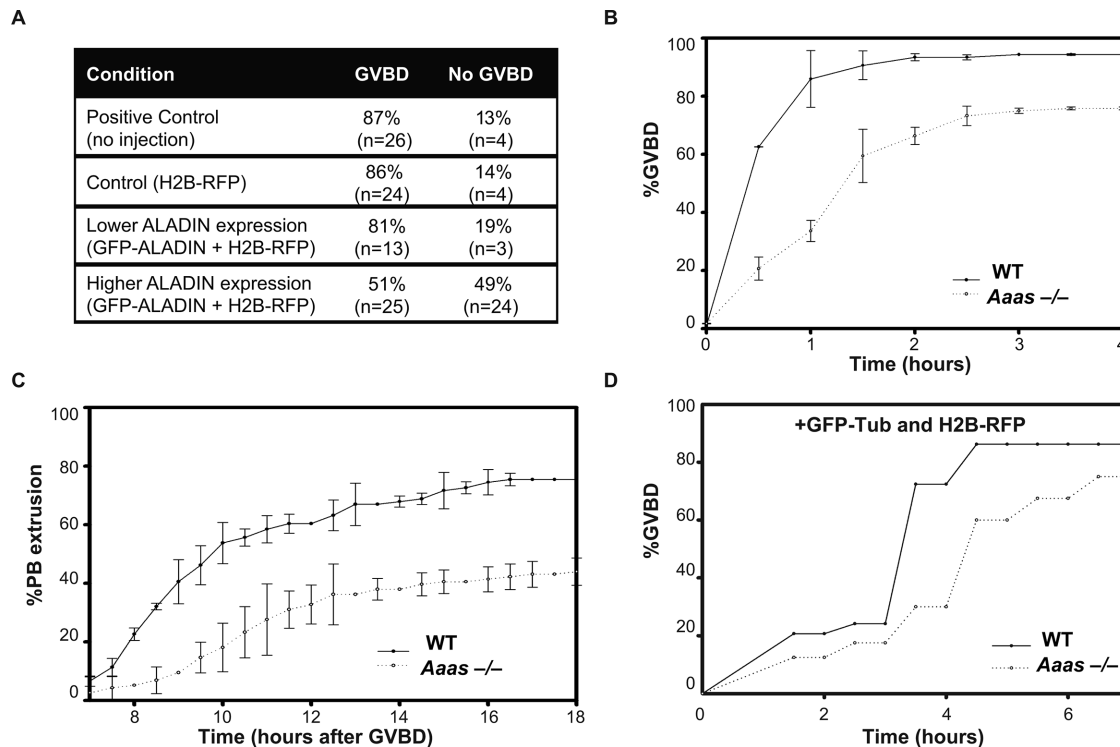 A
Condition GVBD No GVBD
Positive Control 87% 13%
(no injection) (n=26) (n=4)
Control (H2B-RFP) 86% 14%
(n=24) (n=4)
Lower ALADIN expression 81% 19%
(GFP-ALADIN + H2B-RFP) (n=13) (n=3)
Higher ALADIN expression 51% 49%
(GFP-ALADIN + H2B-RFP) (n=25) (n=24)
B
100
80
60
40
20
0
%GVBD
WT
Aaas –/–
0 1 2 3 4
Time (hours)
C
100
80
60
40
20
0
%PB extrusion
WT
Aaas –/–
8 10 12 14 16 18
Time (hours after GVBD)
D
+GFP-Tub and H2B-RFP
100
80
60
40
20
0
%GVBD
WT
Aaas –/–
0 2 4 6
Time (hours)